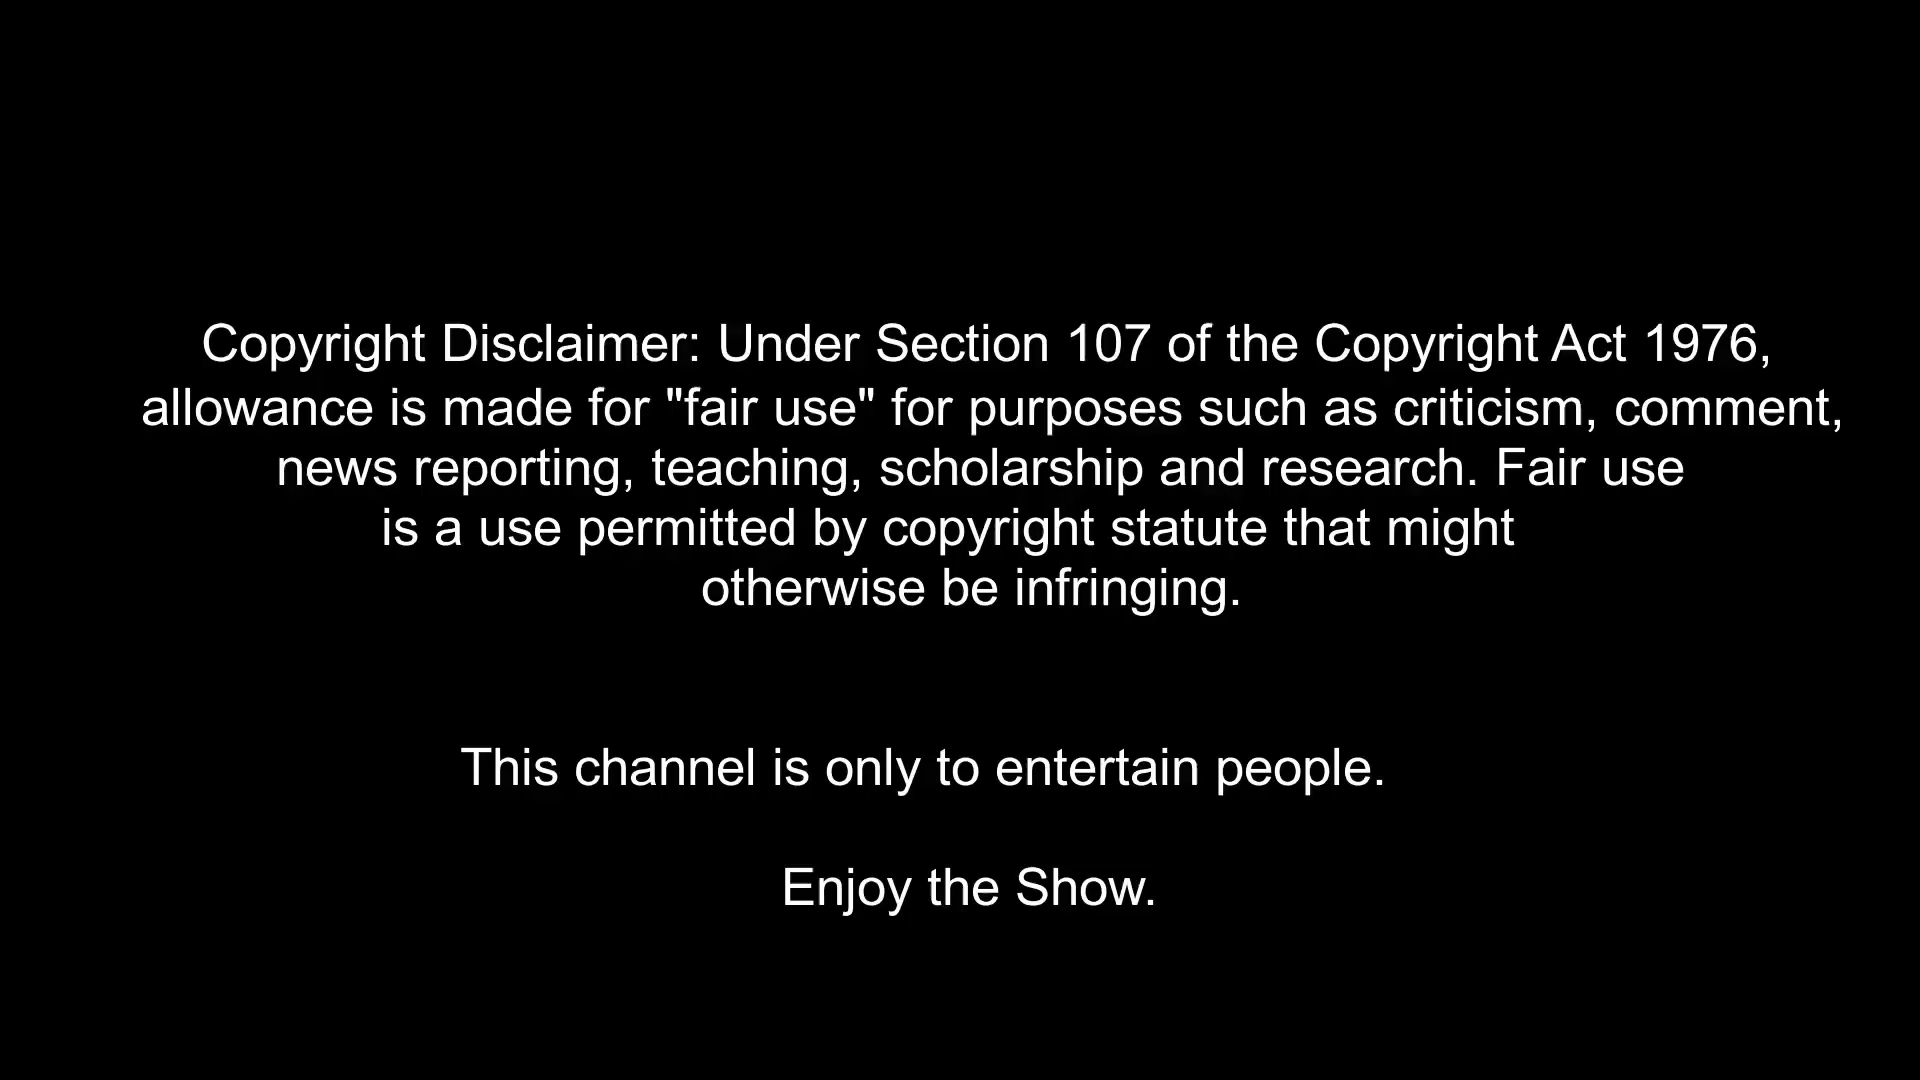 Copyright Disclaimer: Under Section 107 of the Copyright Act 1976,
allowance is made for "fair use" for purposes such as criticism, comment,
news reporting, teaching, scholarship and research. Fair use
is a use permitted by copyright statute that might
otherwise be infringing.
This channel is only to entertain people.
Enjoy the Show.